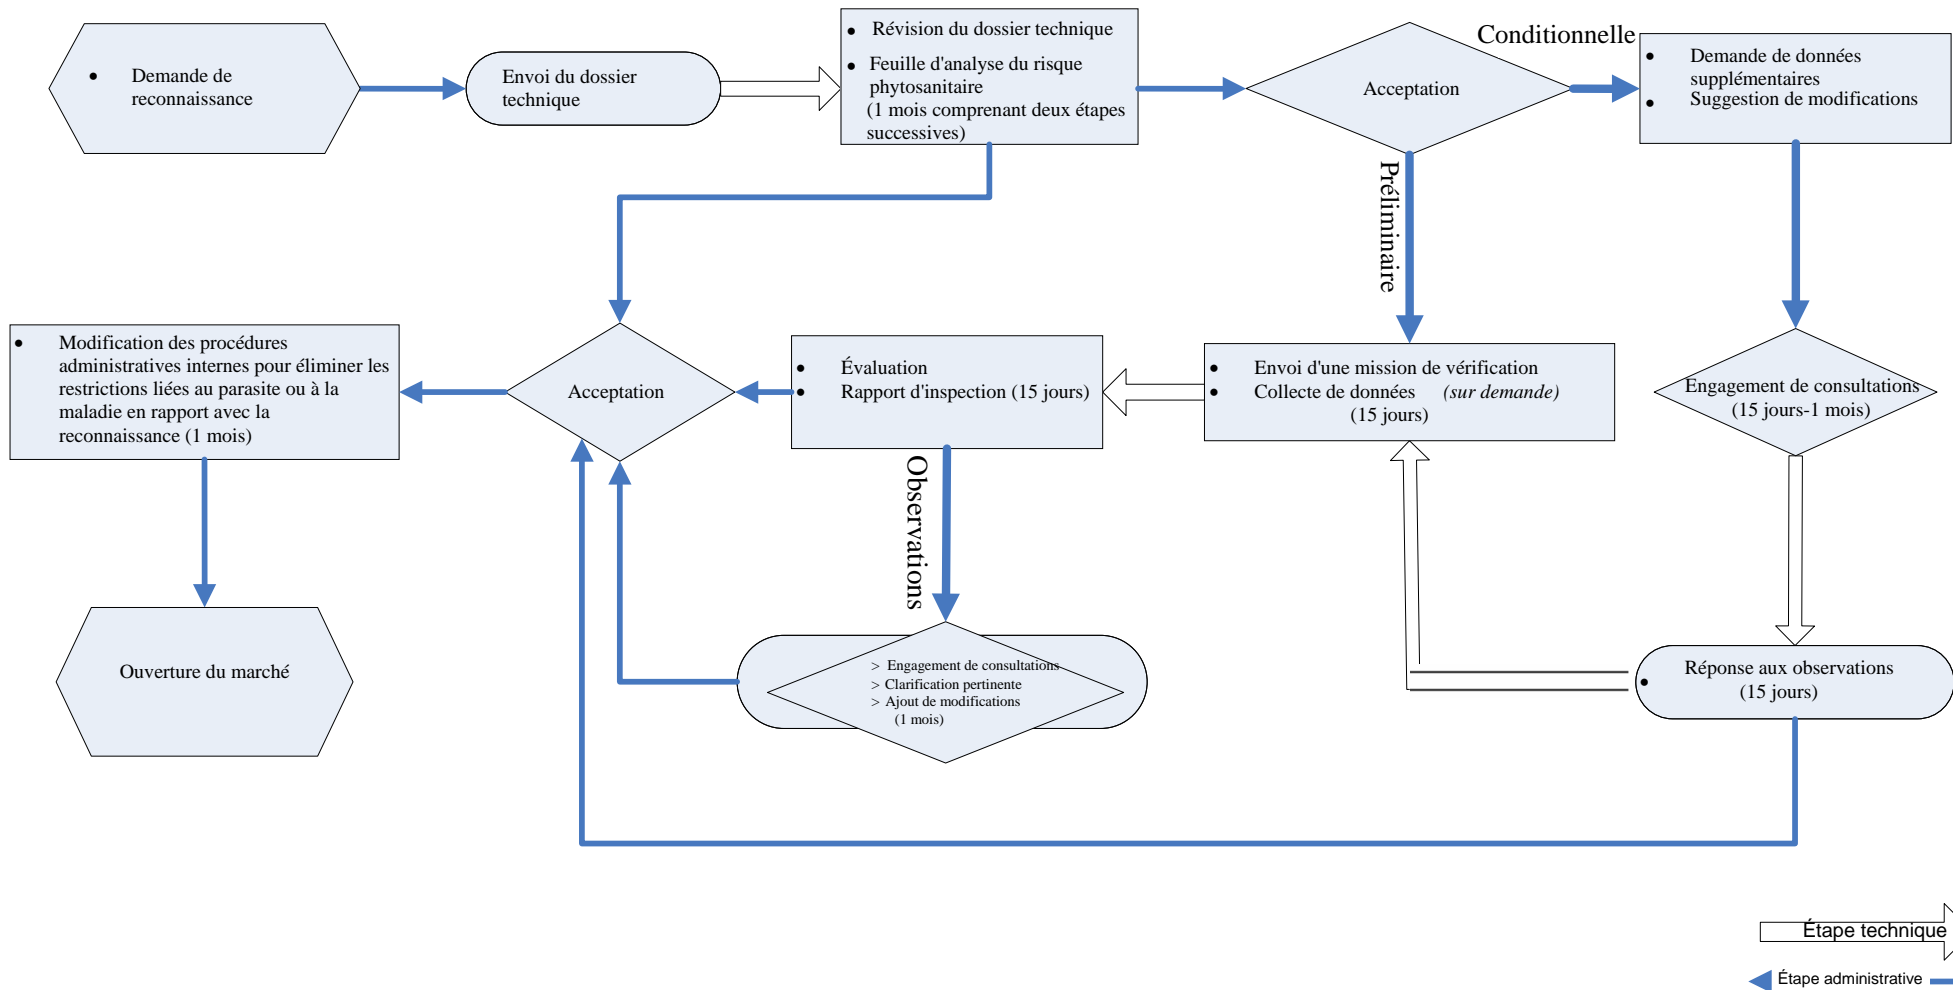 • Demande de
reconnaissance
Envoi du dossier
technique
• Révision du dossier technique
• Feuille d'analyse du risque
phytosanitaire
(1 mois comprenant deux étapes
successives)
Acceptation
Conditionnelle
• Demande de données
supplémentaires
• Suggestion de modifications
Préliminaire
• Modification des procédures
administratives internes pour éliminer les
restrictions liées au parasite ou à la
maladie en rapport avec la
reconnaissance (1 mois)
Acceptation
• Évaluation
• Rapport d'inspection (15 jours)
• Envoi d'une mission de vérification
• Collecte de données (sur demande)
(15 jours)
Engagement de consultations
(15 jours-1 mois)
Observations
Ouverture du marché
> Engagement de consultations
> Clarification pertinente
> Ajout de modifications
(1 mois)
• Réponse aux observations
(15 jours)
Étape technique
Étape administrative